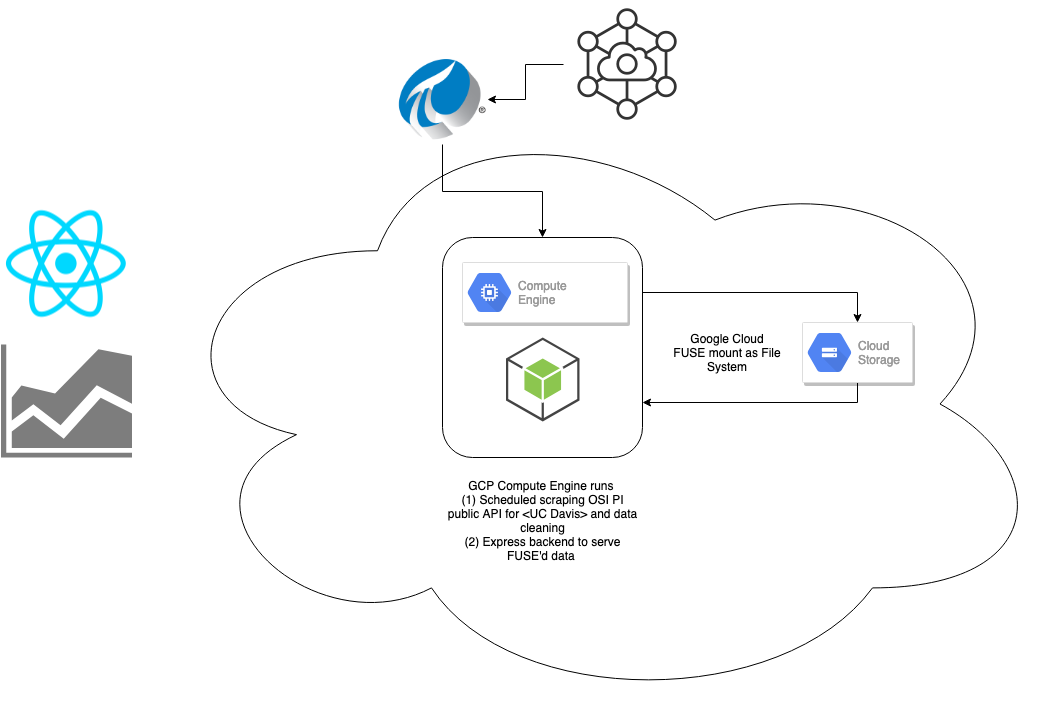 ®
Compute
Engine
Google Cloud
FUSE mount as File
System
Cloud
Storage
GCP Compute Engine runs
(1) Scheduled scraping OSI PI
public API for <UC Davis> and data
cleaning
(2) Express backend to serve
FUSE'd data